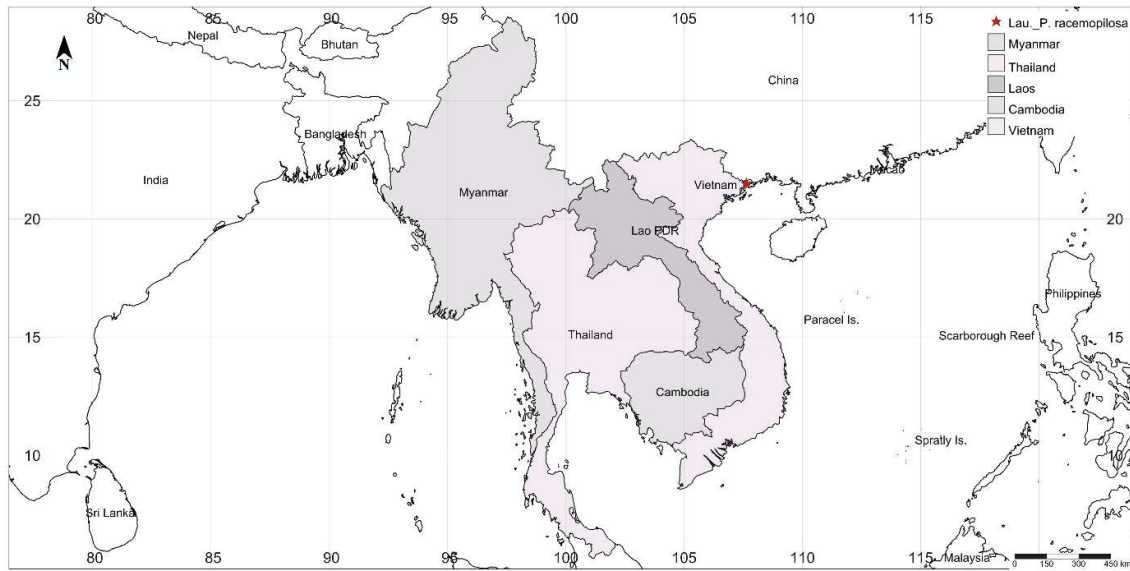 80 85 90 95 100 105 110 115
Lau._P. racemopilosa
Myanmar
Thailand
Laos
Cambodia
Vietnam
Nepal
Bhutan
N
China
25
Bangladesh
Macao
India
Myanmar
Vietnam
20
Lao PDR
20
Philippines
Paracel Is.
Thailand
Scarborough Reef
15
15
Cambodia
Spratly Is.
10
10
Sri Lanka
Malaysia
80 85 90 95 100 105 110 115
0 150 300 450 km